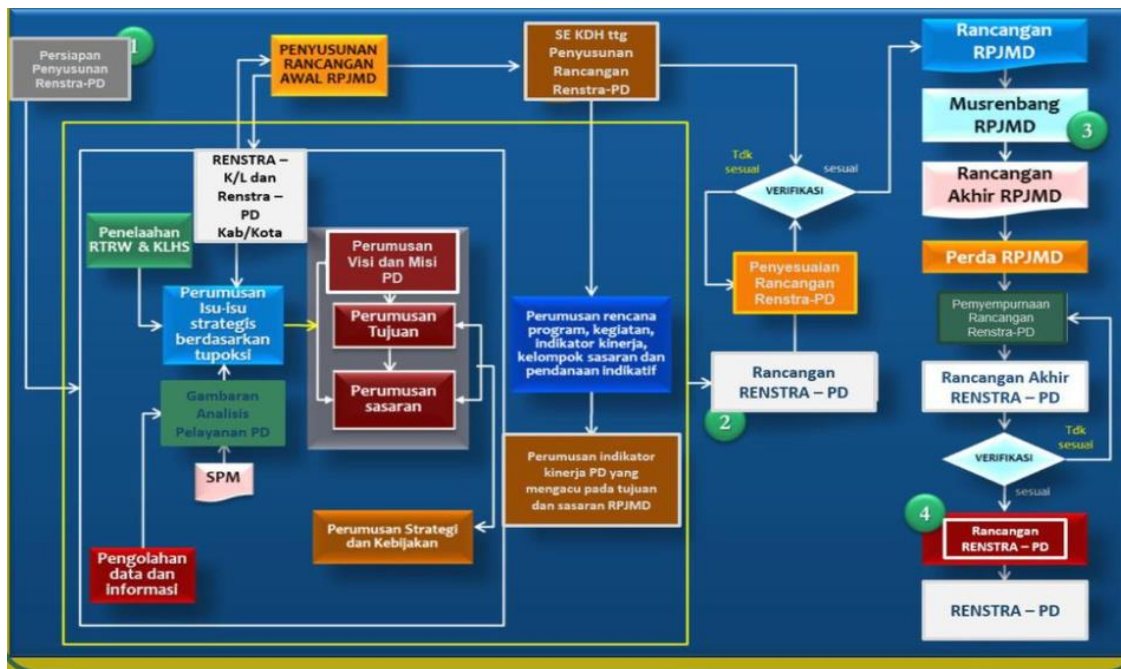 Persiapan
Penyusunan
Renstra-PD
1
PENYUSUNAN
RANCANGAN
AWAL RPJMD
SE KDH ttg
Penyusunan
Rancangan
Renstra-PD
Rancangan
RPJMD
Musrenbang
RPJMD
3
Rancangan
Akhir RPJMD
Perda RPJMD
Pemyempurnaan
Rancangan
Renstra-PD
Rancangan Akhir
RENSTRA – PD
Tdk
sesuai
VERIFIKASI
sesuai
4
Rancangan
RENSTRA – PD
RENSTRA – PD
Tdk
sesuai
sesuai
VERIFIKASI
Penyesuaian
Rancangan
Renstra-PD
Rancangan
RENSTRA – PD
2
RENSTRA –
K/L dan
Renstra –
PD
Kab/Kota
Penelaahan
RTRW & KLHS
Perumusan
Isu-isu
strategis
berdasarkan
tupoksi
Gambaran
Analisis
Pelayanan PD
SPM
Pengolahan
data dan
informasi
Perumusan
Visi dan Misi
PD
Perumusan
Tujuan
Perumusan
sasaran
Perumusan Strategi
dan Kebijakan
Perumusan rencana
program, kegiatan,
indikator kinerja,
kelompok sasaran dan
pendanaan indikatif
Perumusan indikator
kinerja PD yang
mengacu pada tujuan
dan sasaran RPJMD